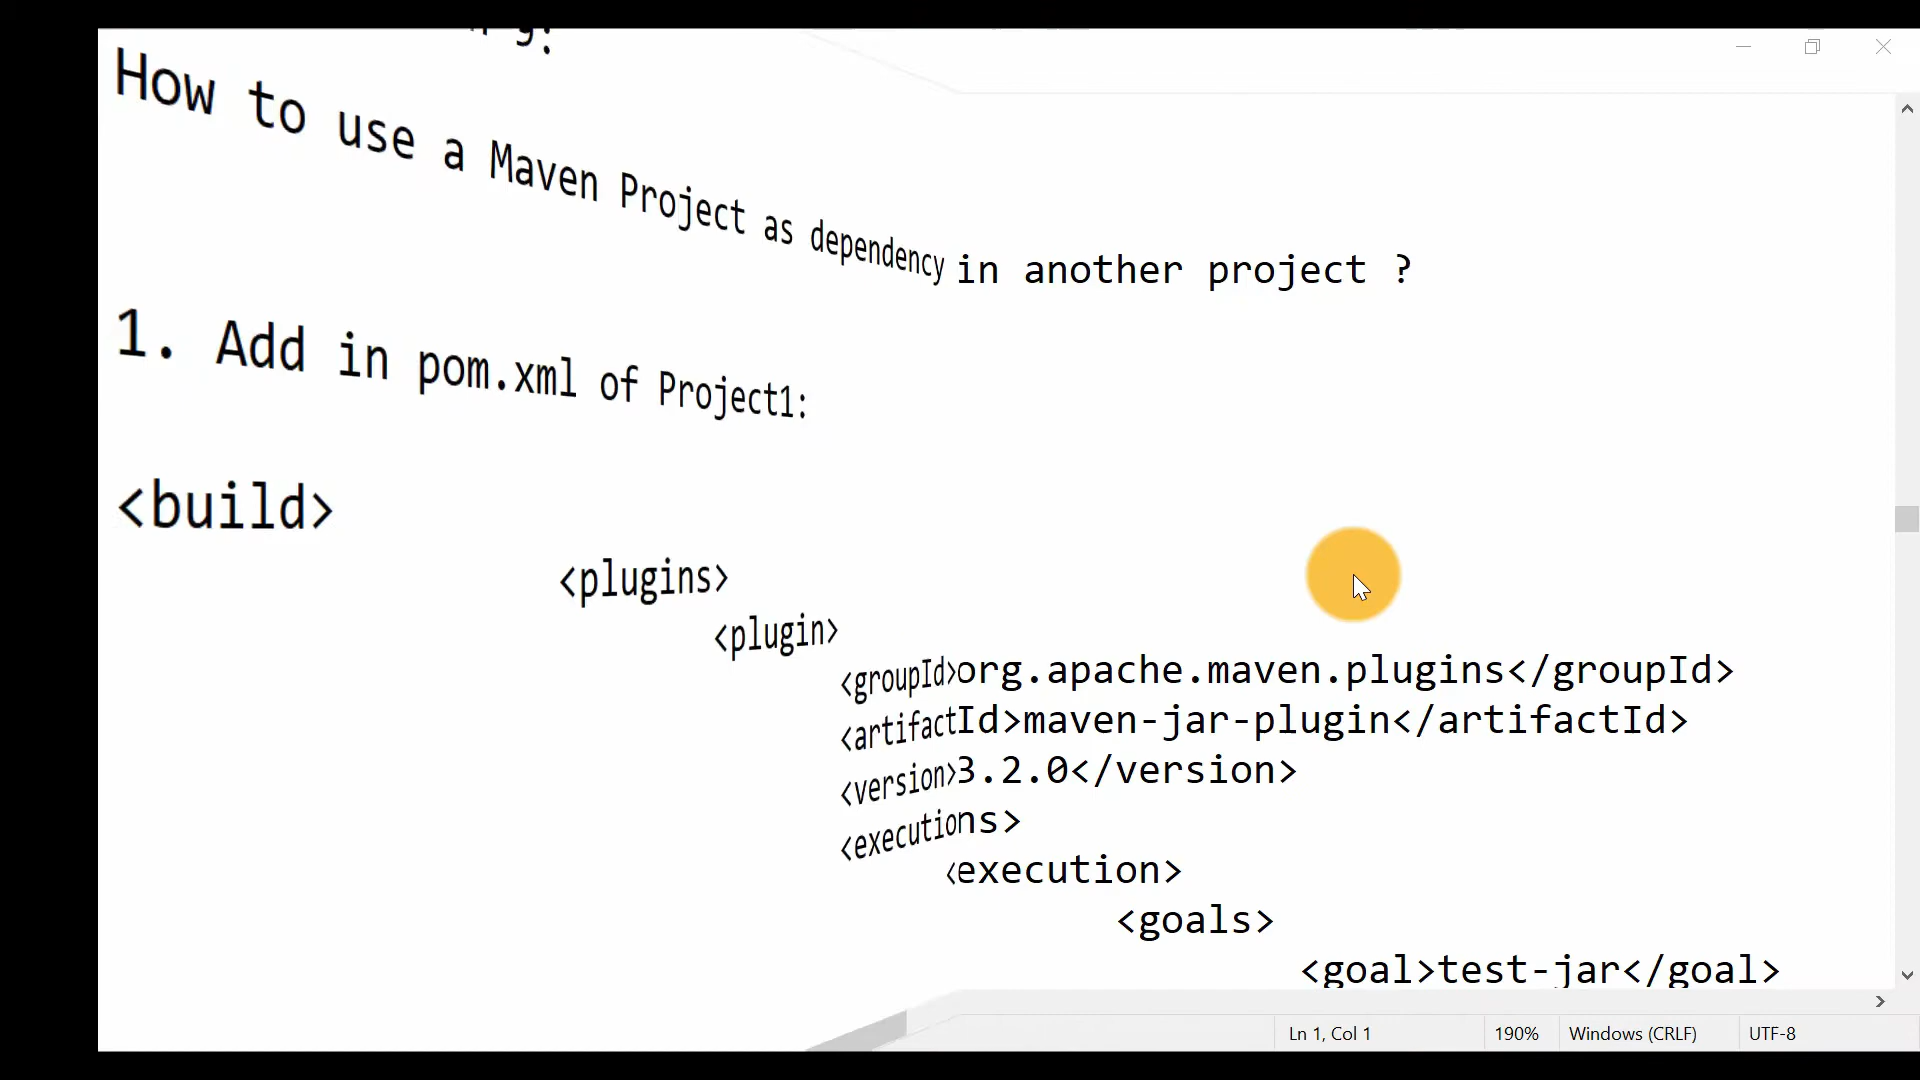 9:
How to use a Maven Project as dependency in another project ?
1. Add in pom.xml of Project1:
<build>
<plugins>
<plugin>
<groupId>org.apache.maven.plugins</groupId>
<artifactId>maven-jar-plugin</artifactId>
<version>3.2.0</version>
<executions>
<execution>
<goals>
<goal>test-jar</goal>
Ln 1, Col 1
190%
Windows (CRLF)
UTF-8